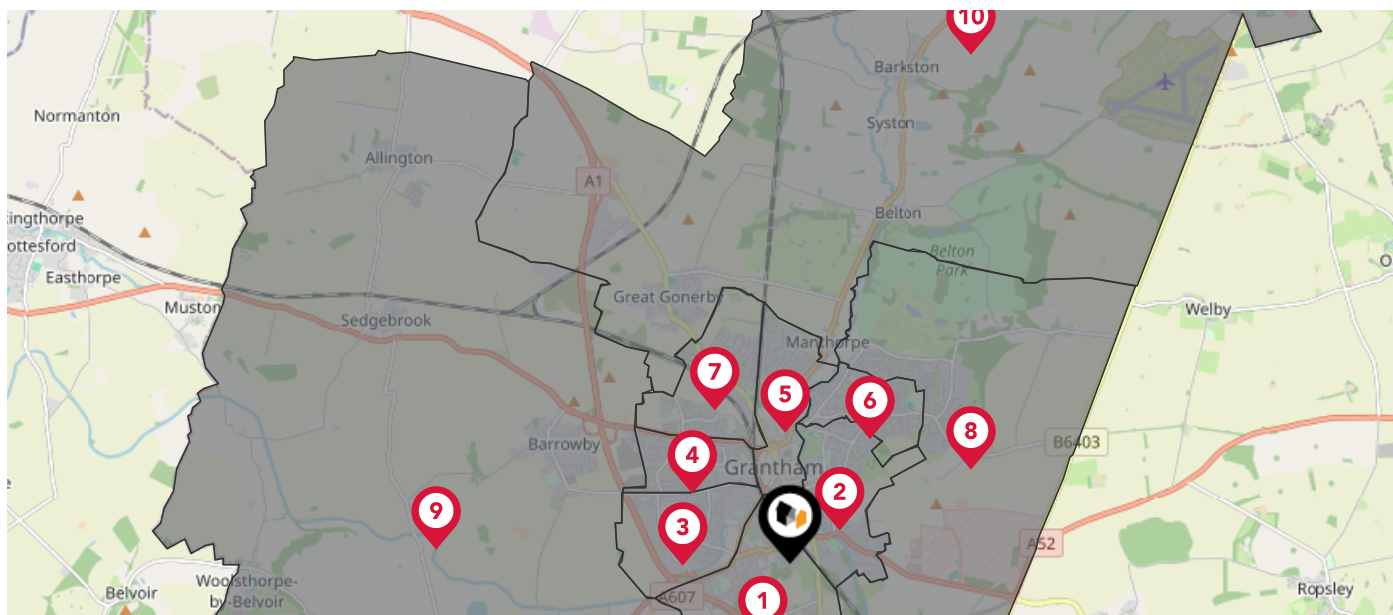 10
Barkston
Normanton
Syston
Allington
A1
Belton
kingthorpe
ottesford
Belton
Park
Easthorpe
Great Gonerby
Muston
Welby
Sedgebrook
Manthorpe
7
5
6
8
B6403
Barrowby
4
Grantham
2
9
3
A52
Woolsthorpe-
by-Belvoir
Belvoir
A607
1
Ropsley